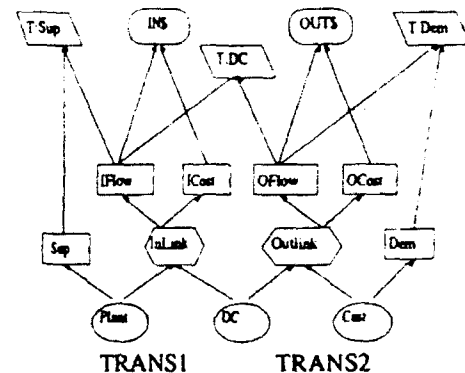 T:Sup IN$ OUT$ T:Dem
T:DC
IFlow ICost OFlow OCost
Sup InLink Outlink Dem
Plant DC Cust
TRANS1 TRANS2